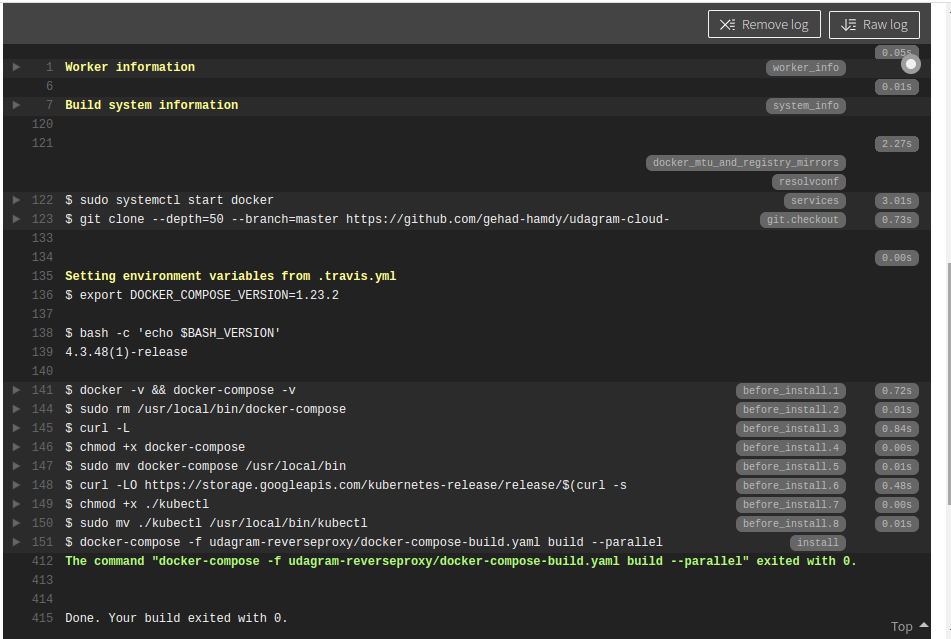 Remove log Raw log
0.05s
1 Worker information worker_info
6 0.01s
7 Build system information system_info
120
121 2.27s
docker_mtu_and_registry_mirrors
resolvconf
122 $ sudo systemctl start docker services 3.01s
123 $ git clone --depth=50 --branch=master https://github.com/gehad-hamdy/udagram-cloud- git.checkout 0.73s
133
134 0.00s
135 Setting environment variables from .travis.yml
136 $ export DOCKER_COMPOSE_VERSION=1.23.2
137
138 $ bash -c 'echo $BASH_VERSION'
139 4.3.48(1)-release
140
141 $ docker -v && docker-compose -v before_install.1 0.72s
144 $ sudo rm /usr/local/bin/docker-compose before_install.2 0.01s
145 $ curl -L before_install.3 0.84s
146 $ chmod +x docker-compose before_install.4 0.00s
147 $ sudo mv docker-compose /usr/local/bin before_install.5 0.01s
148 $ curl -LO https://storage.googleapis.com/kubernetes-release/release/$(curl -s before_install.6 0.48s
149 $ chmod +x ./kubectl before_install.7 0.00s
150 $ sudo mv ./kubectl /usr/local/bin/kubectl before_install.8 0.01s
151 $ docker-compose -f udagram-reverseproxy/docker-compose-build.yaml build --parallel install
412 The command "docker-compose -f udagram-reverseproxy/docker-compose-build.yaml build --parallel" exited with 0.
413
414
415 Done. Your build exited with 0.
Top